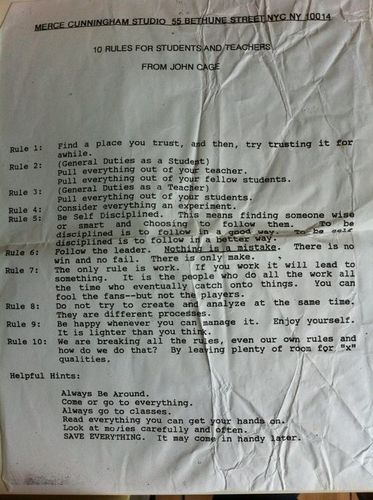 MERCE CUNNINGHAM STUDIO 55 BETHUNE STREET NYC NY 10014
10 RULES FOR STUDENTS AND TEACHERS
FROM JOHN CAGE
Rule 1: Find a place you trust, and then, try trusting it for
awhile.
Rule 2: (General Duties as a Student)
Pull everything out of your teacher.
Pull everything out of your fellow students.
Rule 3: (General Duties as a Teacher)
Pull everything out of your students.
Rule 4: Consider everything an experiment.
Rule 5: Be Self Disciplined. This means finding someone wise
or smart and choosing to follow them. To be
disciplined is to follow in a good way. To be self
disciplined is to follow in a better way.
Rule 6: Follow the leader. Nothing is a mistake. There is no
win and no fail. There is only make.
Rule 7: The only rule is work. If you work it will lead to
something. It is the people who do all the work all
the time who eventually catch onto things. You can
fool the fans--but not the players.
Rule 8: Do not try to create and analyze at the same time.
They are different processes.
Rule 9: Be happy whenever you can manage it. Enjoy yourself.
It is lighter than you think.
Rule 10: We are breaking all the rules, even our own rules and
how do we do that? By leaving plenty of room for "x"
qualities.
Helpful Hints:
Always Be Around.
Come or go to everything.
Always go to classes.
Read everything you can get your hands on.
Look at movies carefully and often.
SAVE EVERYTHING. It may come in handy later.